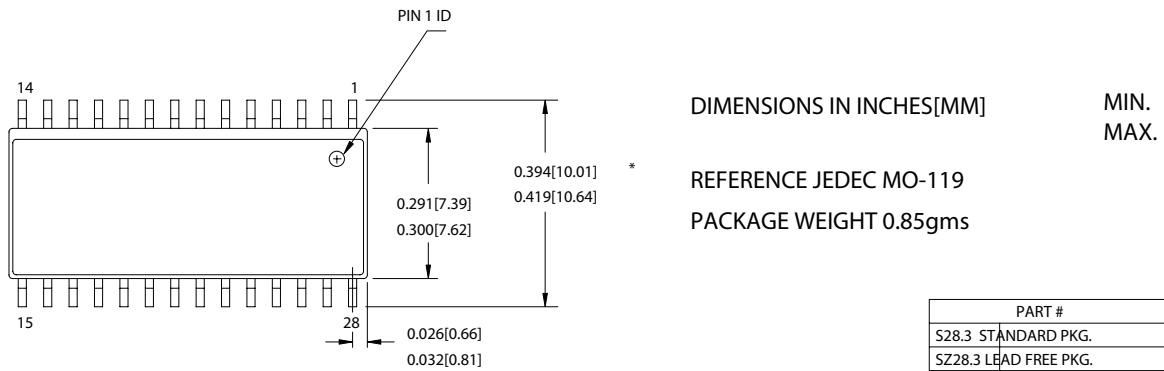 PIN 1 ID
14
1
DIMENSIONS IN INCHES[MM]
MIN.
MAX.
0.394[10.01]
0.419[10.64]
*
REFERENCE JEDEC MO-119
PACKAGE WEIGHT 0.85gms
0.291[7.39]
0.300[7.62]
15
28
0.026[0.66]
0.032[0.81]
PART #
S28.3 STANDARD PKG.
SZ28.3 LEAD FREE PKG.